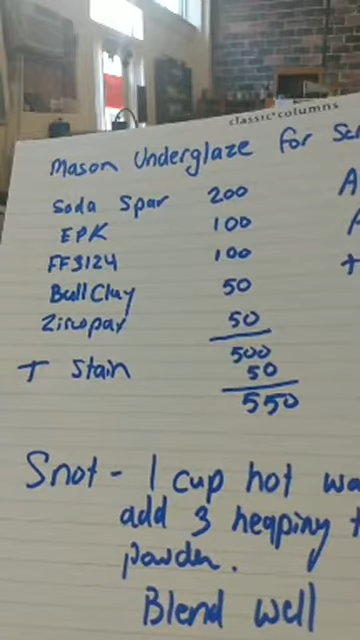 classic columns
Mason Underglaze for
Soda Spar 200
EPK 100
FF3124 100
Ball Clay 50
Zircopax 50
500
+ Stain 50
550
Snot - 1 cup hot
add 3 heaping
powder.
Blend well